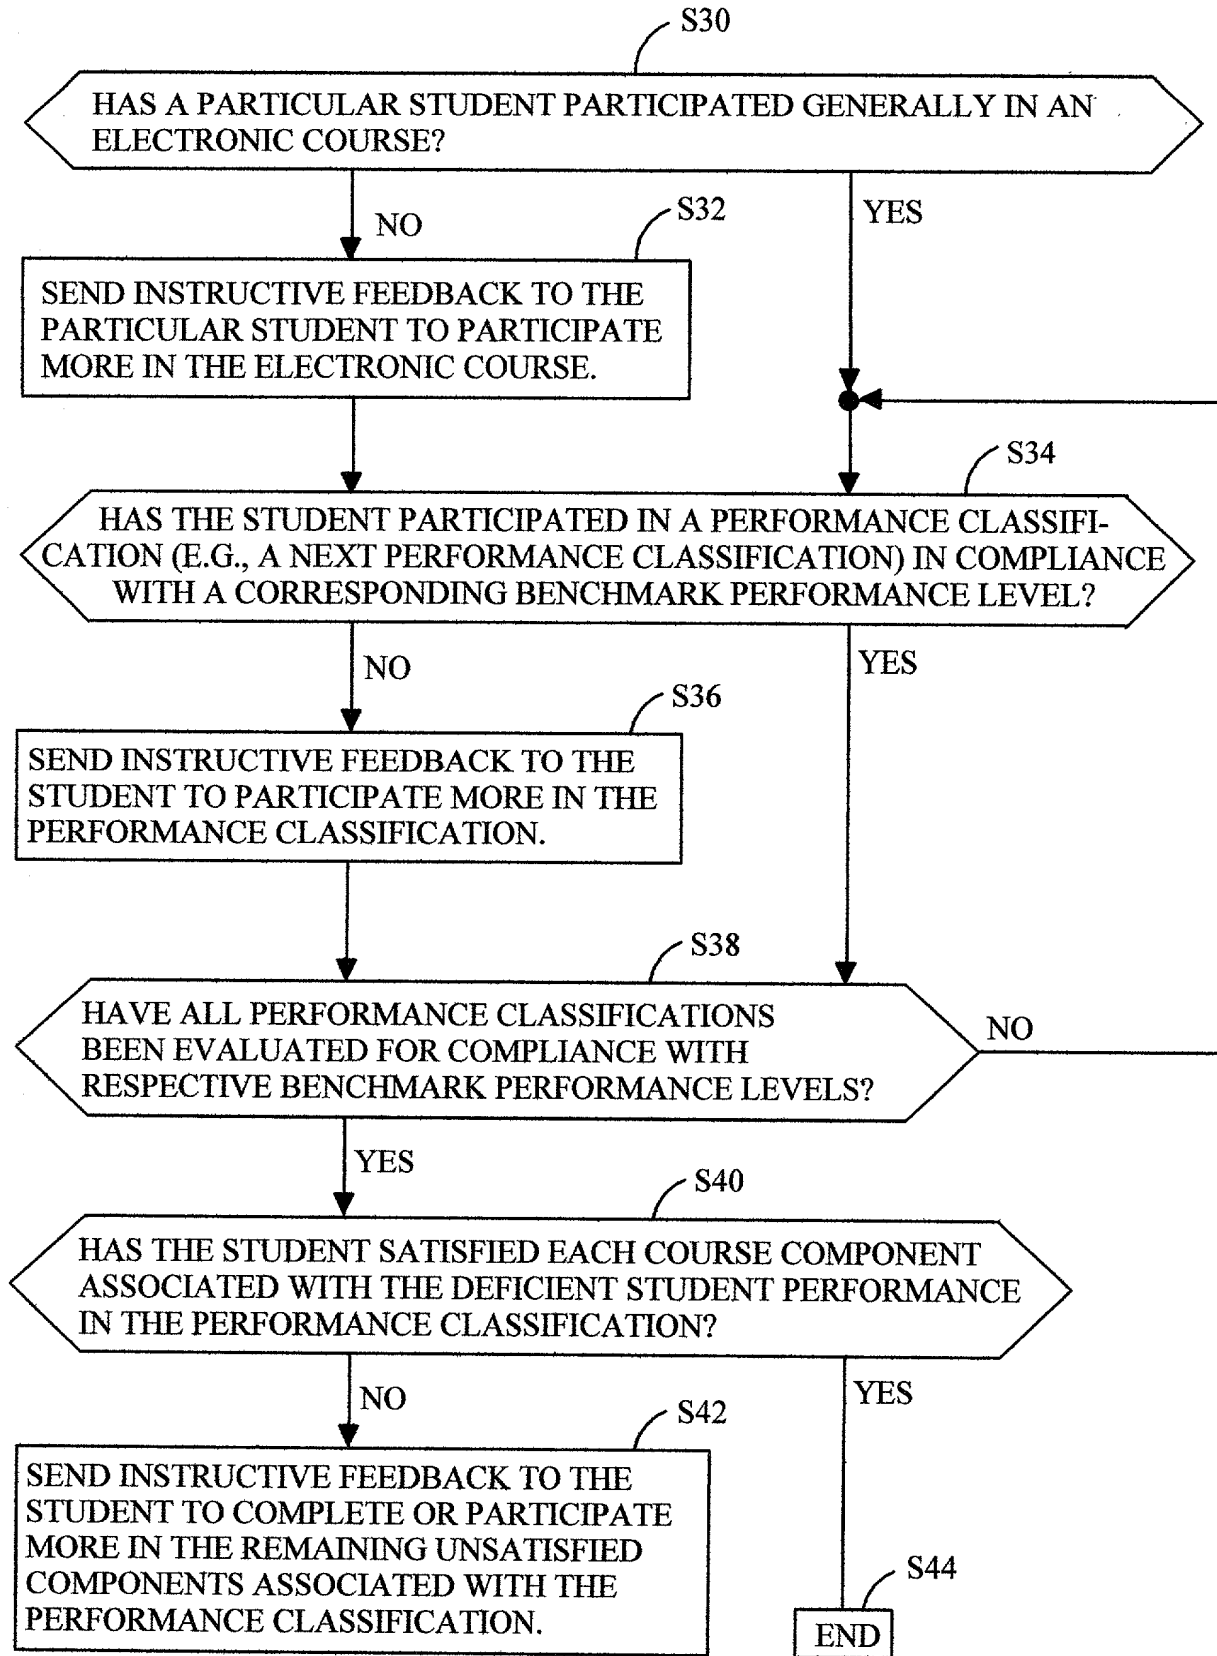 S30
HAS A PARTICULAR STUDENT PARTICIPATED GENERALLY IN AN
ELECTRONIC COURSE?
NO
YES
S32
SEND INSTRUCTIVE FEEDBACK TO THE
PARTICULAR STUDENT TO PARTICIPATE
MORE IN THE ELECTRONIC COURSE.
S34
HAS THE STUDENT PARTICIPATED IN A PERFORMANCE CLASSIFI-
CATION (E.G., A NEXT PERFORMANCE CLASSIFICATION) IN COMPLIANCE
WITH A CORRESPONDING BENCHMARK PERFORMANCE LEVEL?
NO
YES
S36
SEND INSTRUCTIVE FEEDBACK TO THE
STUDENT TO PARTICIPATE MORE IN THE
PERFORMANCE CLASSIFICATION.
S38
HAVE ALL PERFORMANCE CLASSIFICATIONS
BEEN EVALUATED FOR COMPLIANCE WITH
RESPECTIVE BENCHMARK PERFORMANCE LEVELS?
NO
YES
S40
HAS THE STUDENT SATISFIED EACH COURSE COMPONENT
ASSOCIATED WITH THE DEFICIENT STUDENT PERFORMANCE
IN THE PERFORMANCE CLASSIFICATION?
NO
YES
S42
SEND INSTRUCTIVE FEEDBACK TO THE
STUDENT TO COMPLETE OR PARTICIPATE
MORE IN THE REMAINING UNSATISFIED
COMPONENTS ASSOCIATED WITH THE
PERFORMANCE CLASSIFICATION.
S44
END